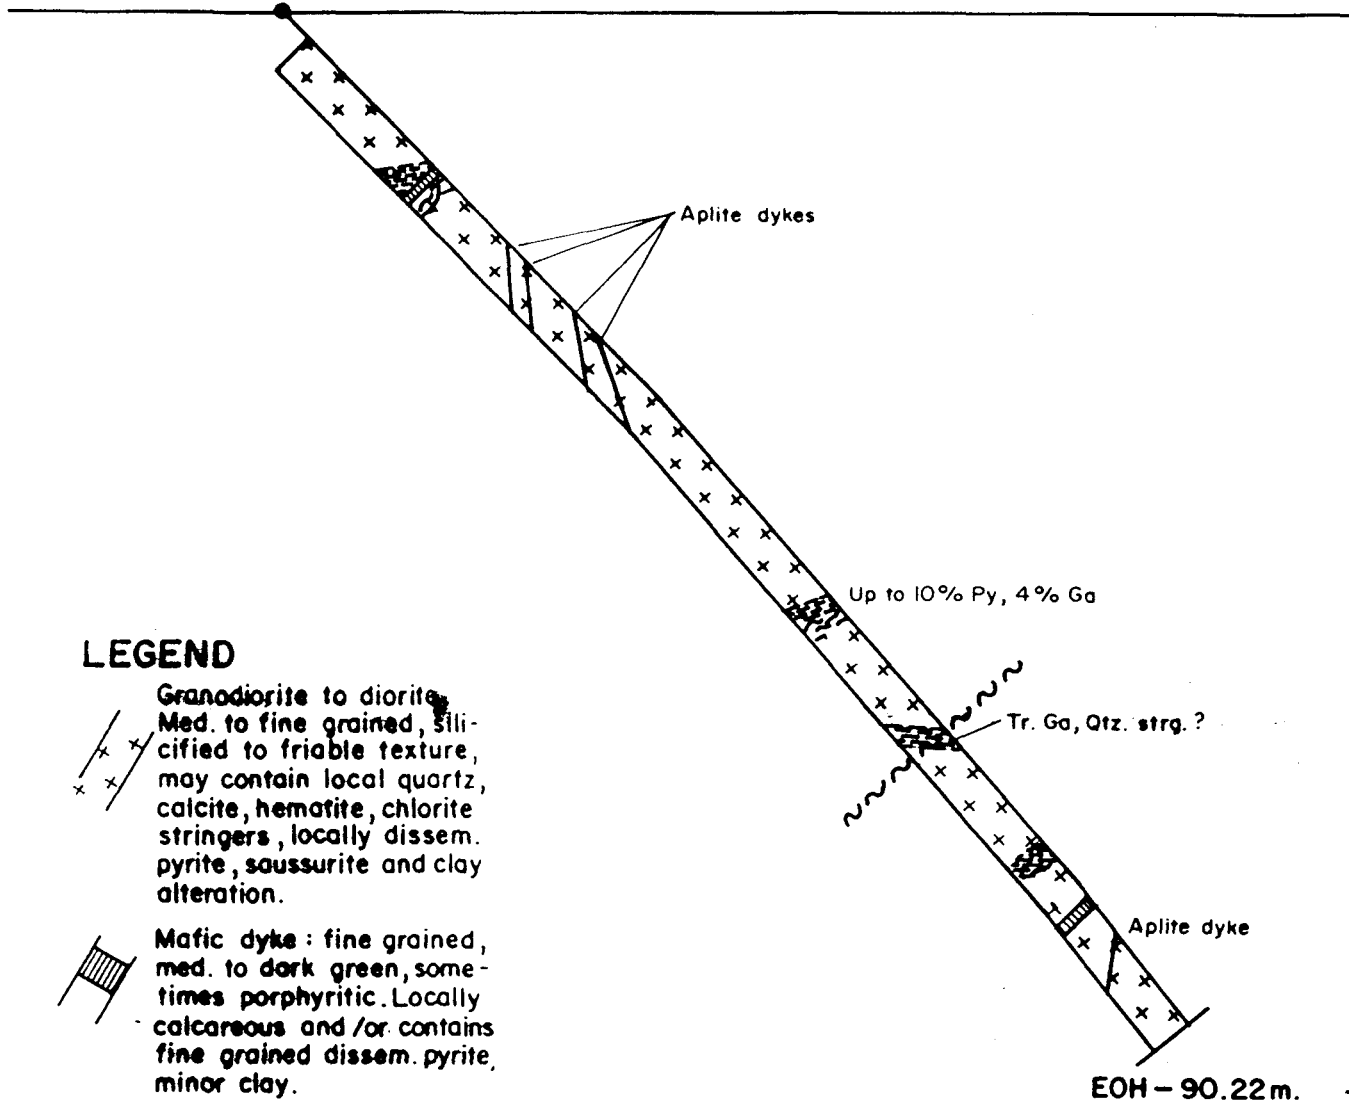 Aplite dykes
Up to 10% Py, 4% Ga
Tr. Ga, Qtz. strg. ?
Aplite dyke
EOH - 90.22m.
LEGEND
Granodiorite to diorite
Med. to fine grained, sili-
cified to friable texture,
may contain local quartz,
calcite, hematite, chlorite
stringers, locally dissem.
pyrite, saussurite and clay
alteration.
Mafic dyke : fine grained,
med. to dark green, some-
times porphyritic. Locally
calcareous and /or contains
fine grained dissem. pyrite,
minor clay.